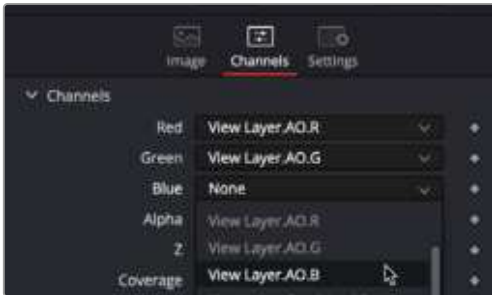 Image Channels Settings
Channels
Red View Layer.AO.R
Green View Layer.AO.G
Blue None
Alpha View Layer.AO.R
Z View Layer.AO.G
Coverage View Layer.AO.B